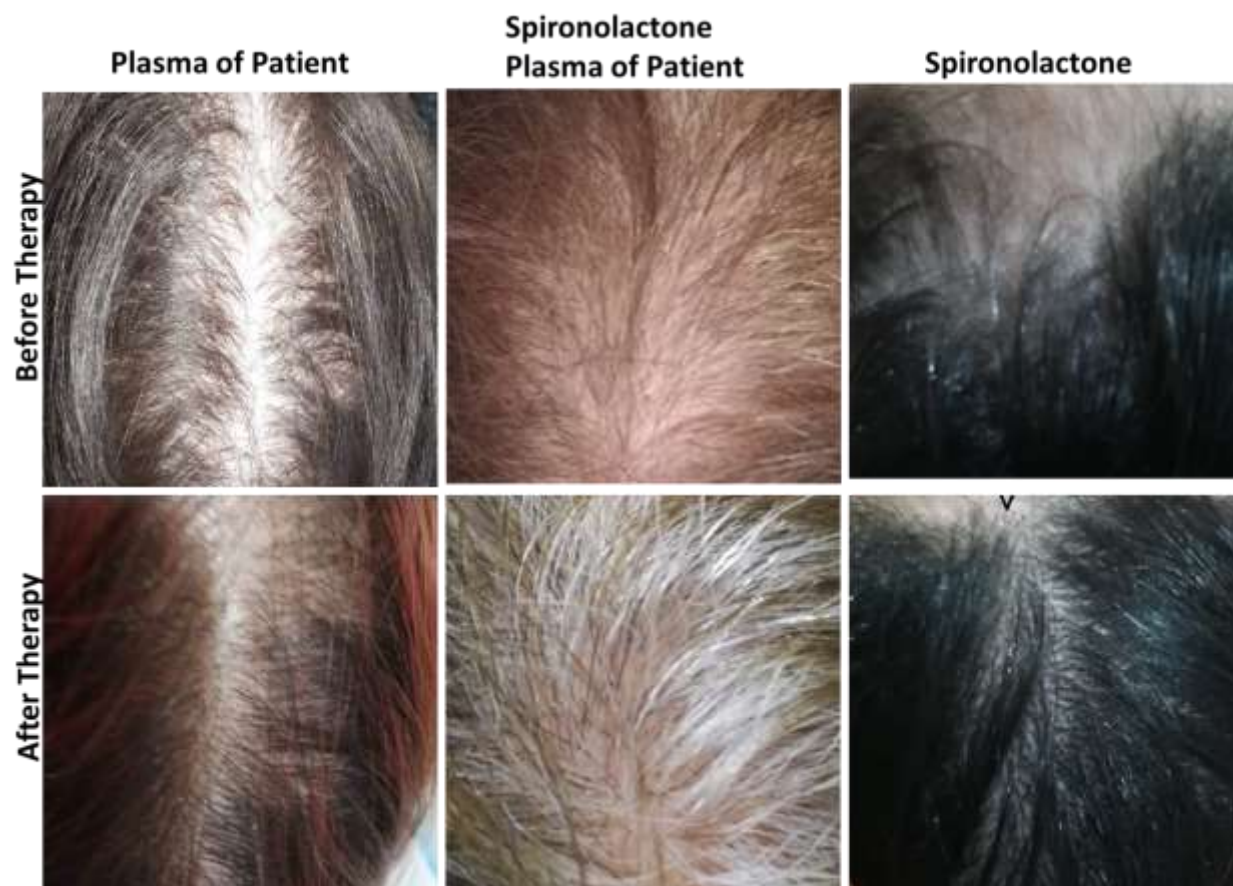 Spironolactone
Plasma of Patient
Plasma of Patient
Spironolactone
Before Therapy
After Therapy
v